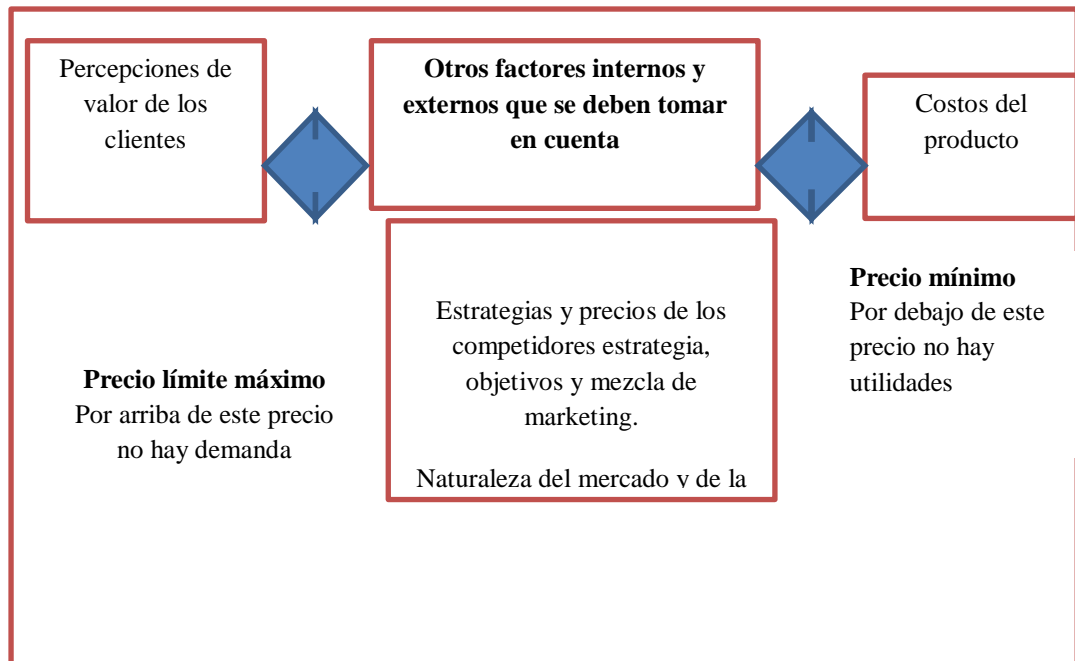 Percepciones de
valor de los
clientes
Otros factores internos y
externos que se deben tomar
en cuenta
Costos del
producto
Precio límite máximo
Por arriba de este precio
no hay demanda
Estrategias y precios de los
competidores estrategia,
objetivos y mezcla de
marketing.
Naturaleza del mercado y de la
Precio mínimo
Por debajo de este
precio no hay
utilidades